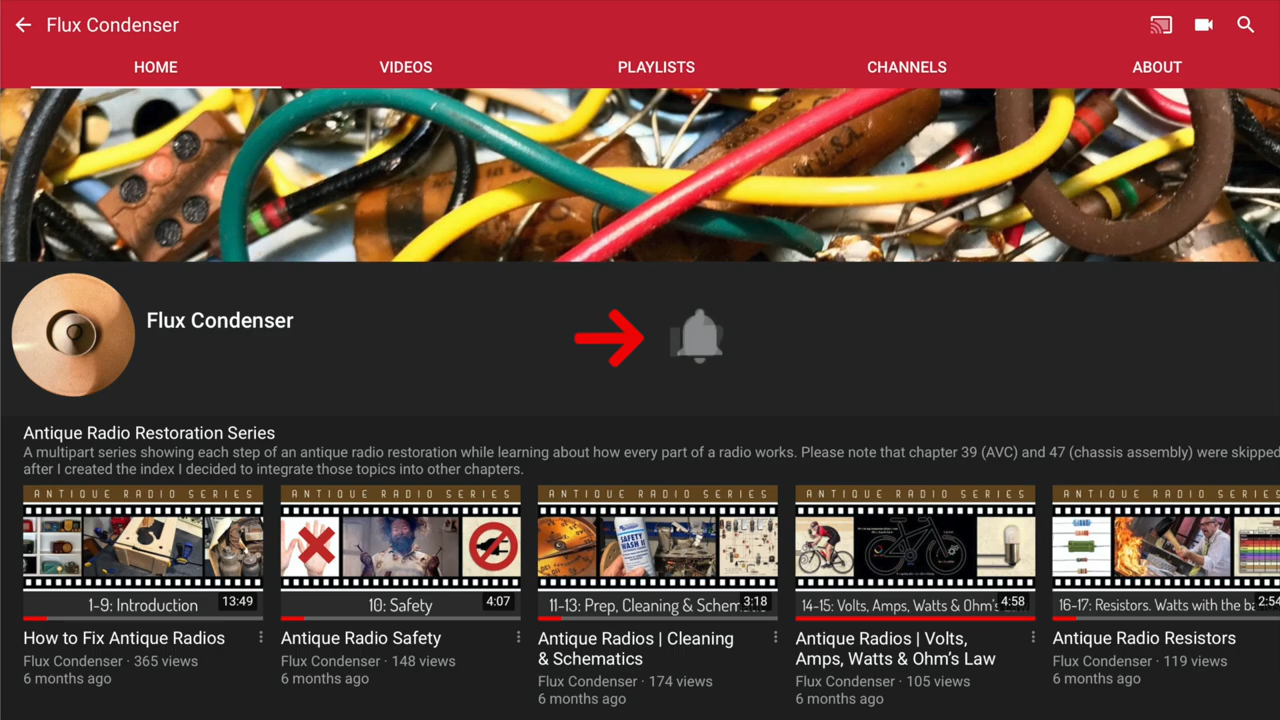 Flux Condenser
HOME VIDEOS PLAYLISTS CHANNELS ABOUT
U.S.A.
Flux Condenser
Antique Radio Restoration Series
A multipart series showing each step of an antique radio restoration while learning about how every part of a radio works. Please note that chapter 39 (AVC) and 47 (chassis assembly) were skipped
after I created the index I decided to integrate those topics into other chapters.
ANTIQUE RADIO SERIES
1-9: Introduction
13:49
How to Fix Antique Radios
Flux Condenser · 365 views
6 months ago
ANTIQUE RADIO SERIES
10: Safety
4:07
Antique Radio Safety
Flux Condenser · 148 views
6 months ago
ANTIQUE RADIO SERIES
SAFETY
WASH II
11-13: Prep, Cleaning & Schem
3:18
Antique Radios | Cleaning
& Schematics
Flux Condenser · 174 views
6 months ago
ANTIQUE RADIO SERIES
14-15: Volts, Amps, Watts & Ohm's
4:58
Antique Radios | Volts,
Amps, Watts & Ohm's Law
Flux Condenser · 105 views
6 months ago
ANTIQUE RADIO SERIES
16-17: Resistors. Watts with the ba
2:54
Antique Radio Resistors
Flux Condenser · 119 views
6 months ago